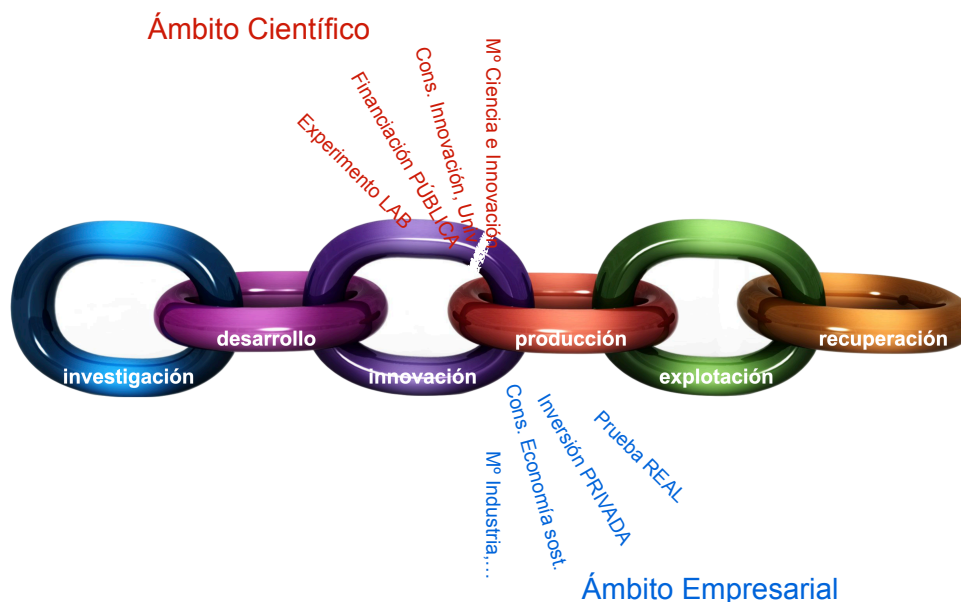 Ámbito Científico
Experimento LAB
Financiación PÚBLICA
Cons. Innovación, Univ.
Mº Ciencia e Innovación
investigación
desarrollo
innovación
producción
explotación
recuperación
Mº Industria,...
Cons. Economía sost.
Inversión PRIVADA
Prueba REAL
Ámbito Empresarial